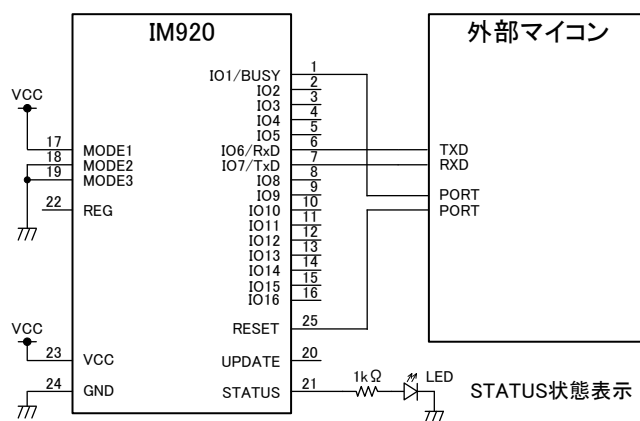 IM920
外部マイコン
VCC
17 MODE1
18 MODE2
19 MODE3
22 REG
VCC
23 VCC
24 GND
IO1/BUSY 1
IO2 2
IO3 3
IO4 4
IO5 5
IO6/RxD 6
IO7/TxD 7
IO8 8
IO9 9
IO10 10
IO11 11
IO12 12
IO13 13
IO14 14
IO15 15
IO16 16
RESET 25
UPDATE 20
STATUS 21
TXD
RXD
PORT
PORT
1kΩ
LED
STATUS状態表示